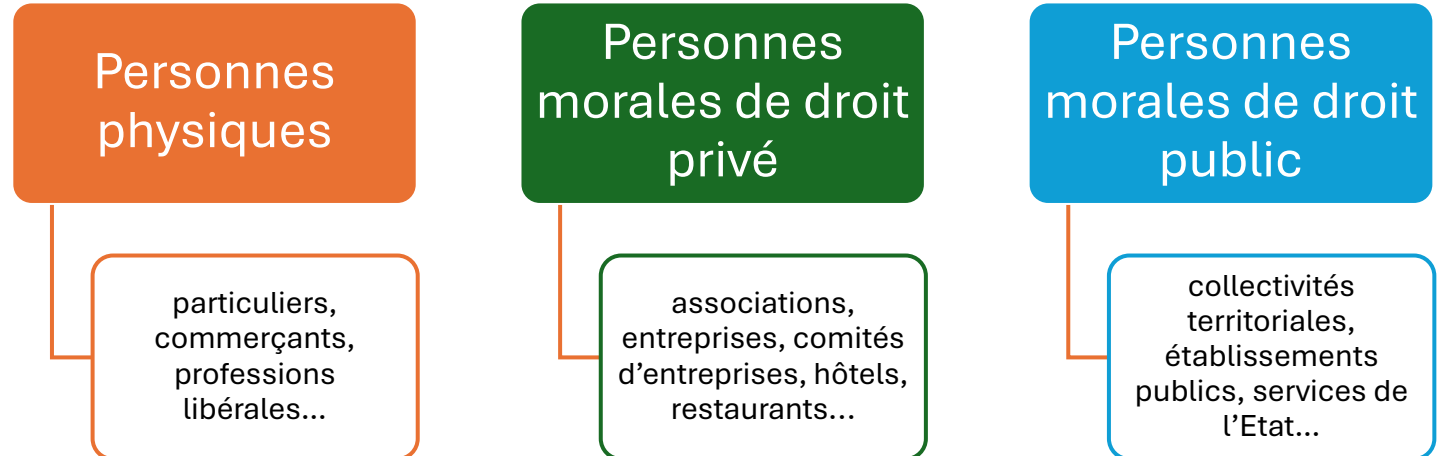 Personnes
physiques
particuliers,
commerçants,
professions
libérales...
Personnes
morales de droit
privé
associations,
entreprises, comités
d'entreprises, hôtels,
restaurants...
Personnes
morales de droit
public
collectivités
territoriales,
établissements
publics, services de
l'Etat...